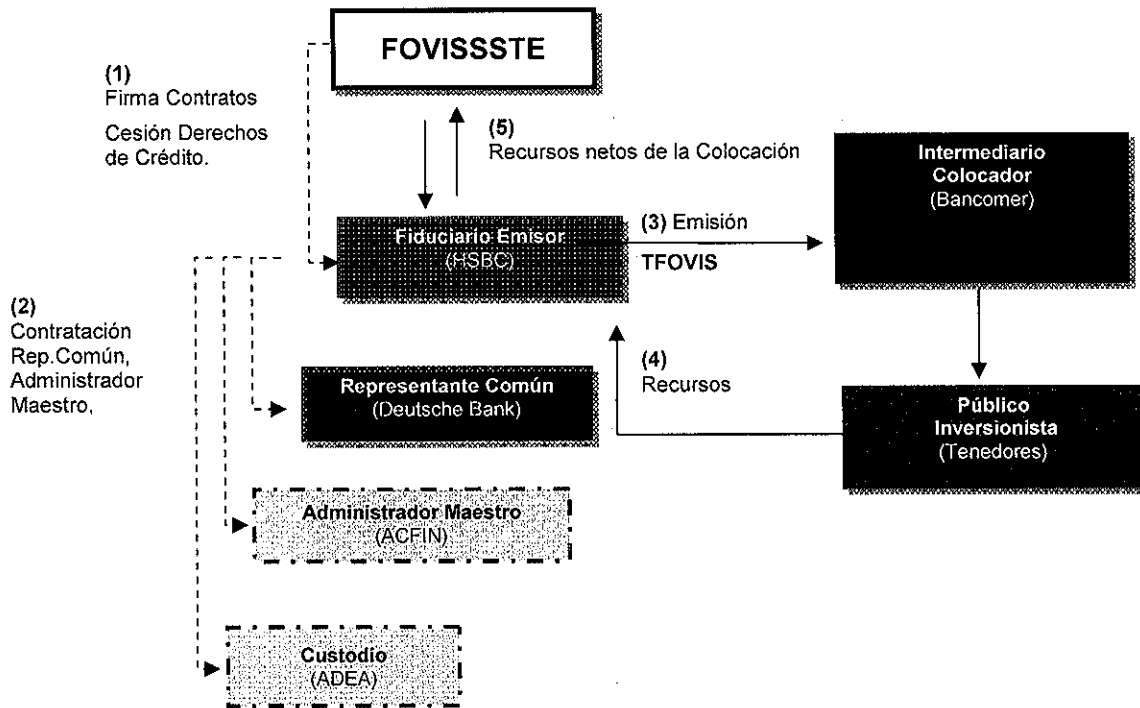 FOVISSSTE
(1)
Firma Contratos
Cesión Derechos
de Crédito.
(5)
Recursos netos de la Colocación
Intermediario
Colocador
(Bancomer)
Fiduciario Emisor
(HSBC)
(3) Emisión
TFOVIS
(2)
Contratación
Rep.Común,
Administrador
Maestro,
(4)
Recursos
Representante Común
(Deutsche Bank)
Público
Inversionista
(Tenedores)
Administrador Maestro
(ACFIN)
Custodio
(ADEA)